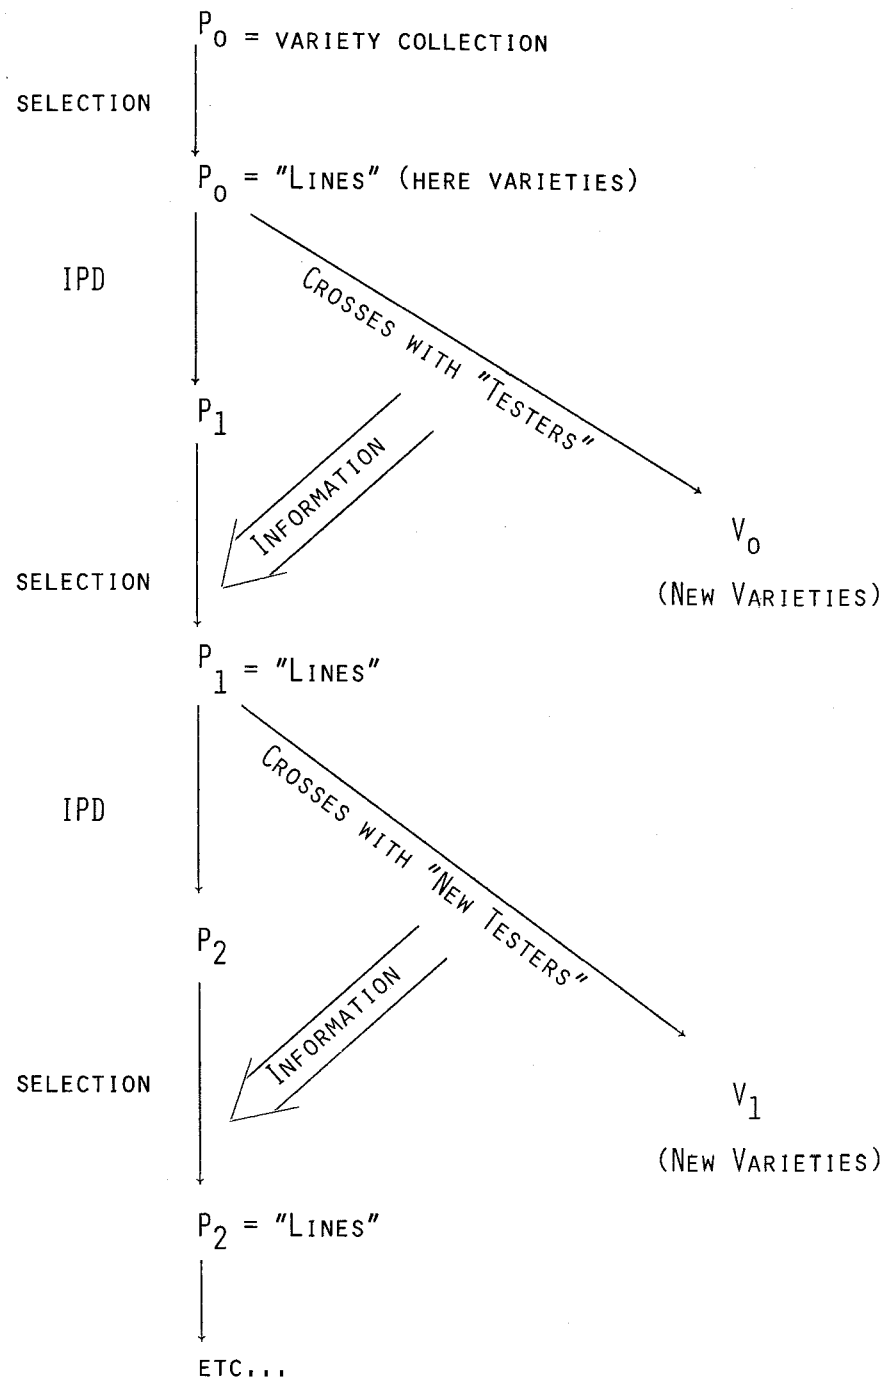 P0 = VARIETY COLLECTION
SELECTION
P0 = "LINES" (HERE VARIETIES)
IPD
CROSSES WITH "TESTERS"
P1
INFORMATION
V0
SELECTION
(NEW VARIETIES)
P1 = "LINES"
CROSSES WITH "NEW TESTERS"
IPD
P2
INFORMATION
SELECTION
V1
(NEW VARIETIES)
P2 = "LINES"
ETC...